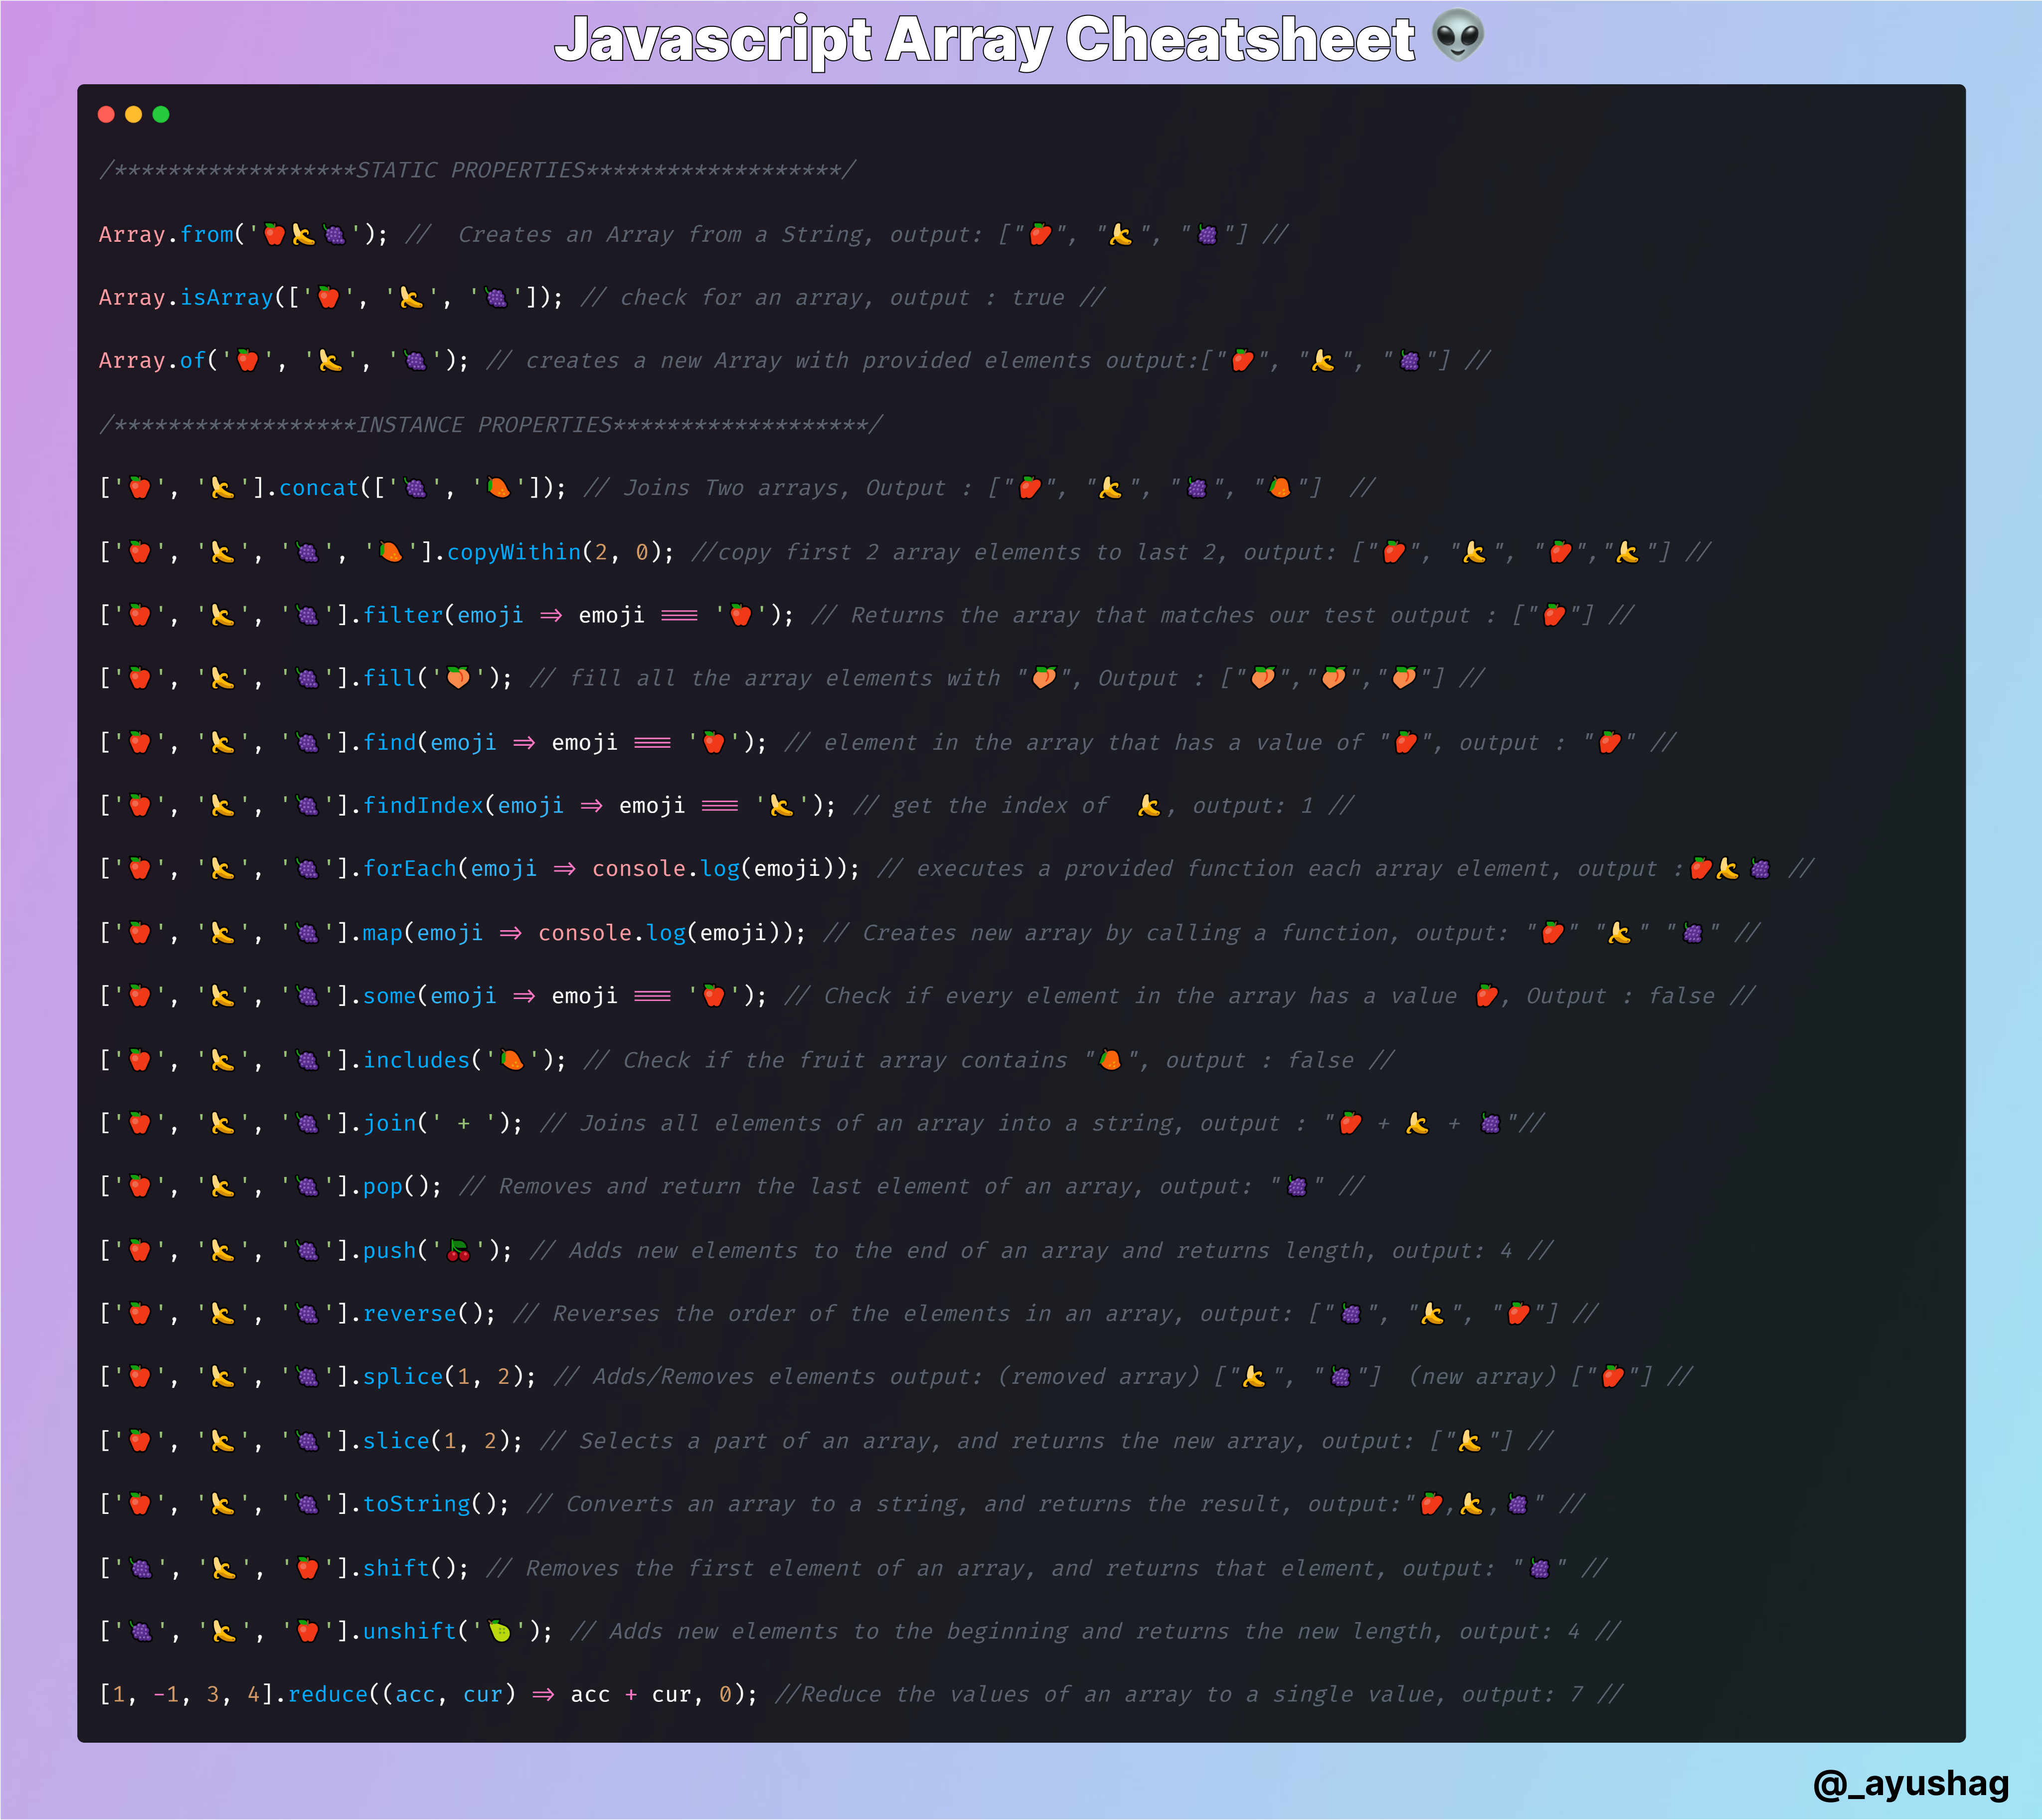 Javascript Array Cheatsheet 👽
/******************STATIC PROPERTIES*******************/
Array.from('🍎🍌🍇'); //  Creates an Array from a String, output: ["🍎", "🍌", "🍇"] //
Array.isArray(['🍎', '🍌', '🍇']); // check for an array, output : true //
Array.of('🍎', '🍌', '🍇'); // creates a new Array with provided elements output:["🍎", "🍌", "🍇"] //
/******************INSTANCE PROPERTIES*******************/
['🍎', '🍌'].concat(['🍇', '🥭']); // Joins Two arrays, Output : ["🍎", "🍌", "🍇", "🥭"]  //
['🍎', '🍌', '🍇', '🥭'].copyWithin(2, 0); //copy first 2 array elements to last 2, output: ["🍎", "🍌", "🍎","🍌"] //
['🍎', '🍌', '🍇'].filter(emoji => emoji === '🍎'); // Returns the array that matches our test output : ["🍎"] //
['🍎', '🍌', '🍇'].fill('🍑'); // fill all the array elements with "🍑", Output : ["🍑","🍑","🍑"] //
['🍎', '🍌', '🍇'].find(emoji => emoji === '🍎'); // element in the array that has a value of "🍎", output : "🍎" //
['🍎', '🍌', '🍇'].findIndex(emoji => emoji === '🍌'); // get the index of  🍌, output: 1 //
['🍎', '🍌', '🍇'].forEach(emoji => console.log(emoji)); // executes a provided function each array element, output :🍎🍌🍇 //
['🍎', '🍌', '🍇'].map(emoji => console.log(emoji)); // Creates new array by calling a function, output: "🍎" "🍌" "🍇" //
['🍎', '🍌', '🍇'].some(emoji => emoji === '🍎'); // Check if every element in the array has a value 🍎, Output : false //
['🍎', '🍌', '🍇'].includes('🥭'); // Check if the fruit array contains "🥭", output : false //
['🍎', '🍌', '🍇'].join(' + '); // Joins all elements of an array into a string, output : "🍎 + 🍌 + 🍇"//
['🍎', '🍌', '🍇'].pop(); // Removes and return the last element of an array, output: "🍇" //
['🍎', '🍌', '🍇'].push('🍒'); // Adds new elements to the end of an array and returns length, output: 4 //
['🍎', '🍌', '🍇'].reverse(); // Reverses the order of the elements in an array, output: ["🍇", "🍌", "🍎"] //
['🍎', '🍌', '🍇'].splice(1, 2); // Adds/Removes elements output: (removed array) ["🍌", "🍇"]  (new array) ["🍎"] //
['🍎', '🍌', '🍇'].slice(1, 2); // Selects a part of an array, and returns the new array, output: ["🍌"] //
['🍎', '🍌', '🍇'].toString(); // Converts an array to a string, and returns the result, output:"🍎,🍌,🍇" //
['🍇', '🍌', '🍎'].shift(); // Removes the first element of an array, and returns that element, output: "🍇" //
['🍇', '🍌', '🍎'].unshift('🍐'); // Adds new elements to the beginning and returns the new length, output: 4 //
[1, -1, 3, 4].reduce((acc, cur) => acc + cur, 0); //Reduce the values of an array to a single value, output: 7 //
@_ayushag